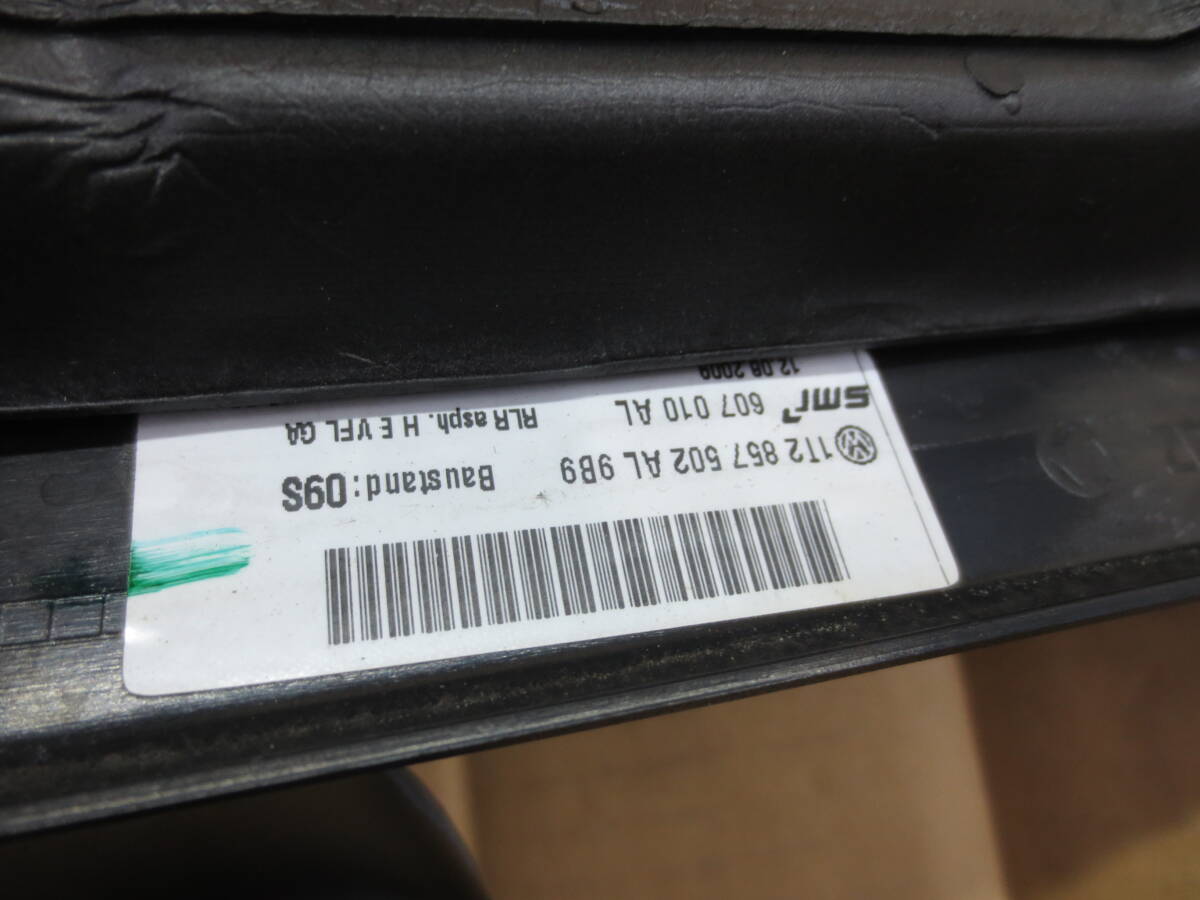 1T2 857 502 AL 9B9 Baustand: 09S
smr 607 010 AL RLR asph. H E VFL GA
12.08.2009